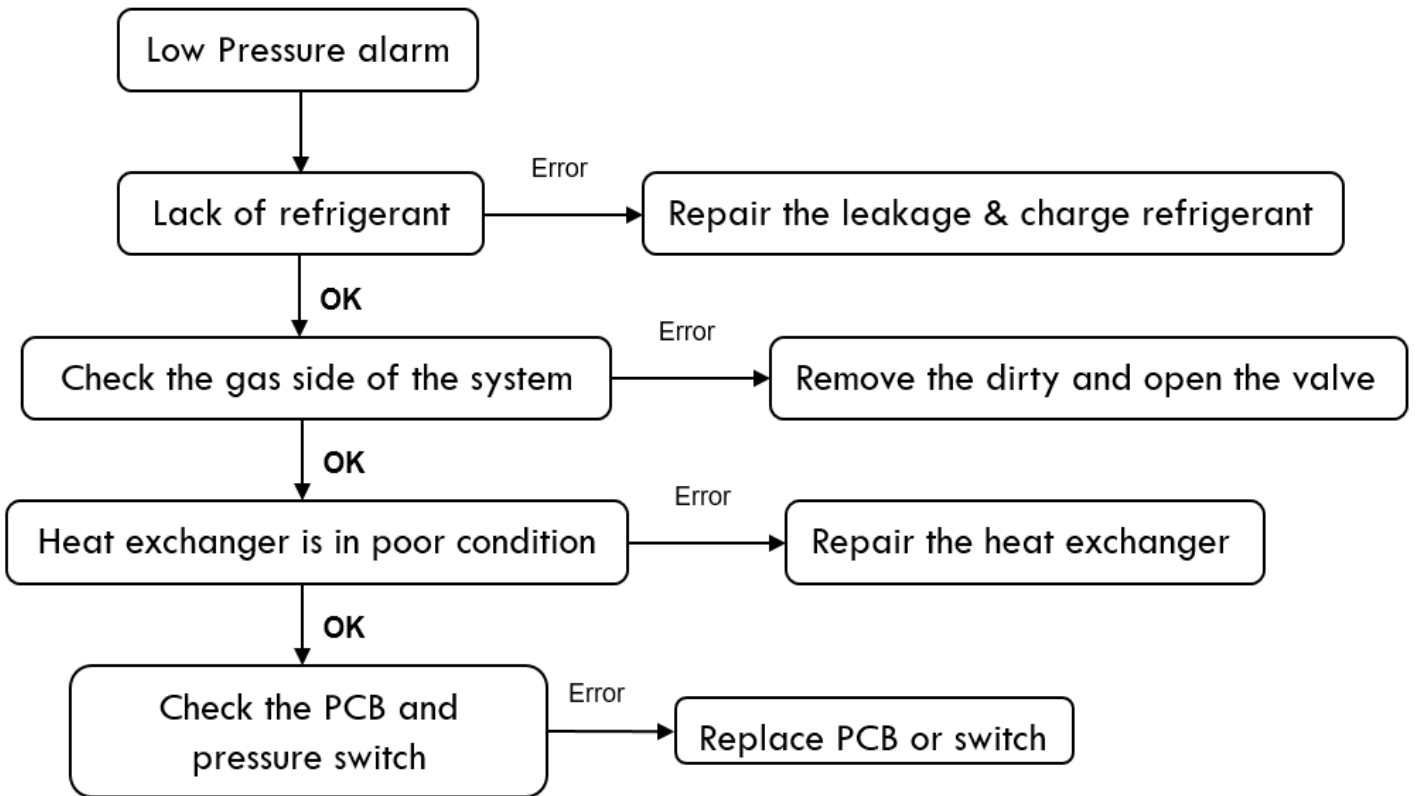 Low Pressure alarm
Error
Lack of refrigerant
Repair the leakage & charge refrigerant
OK
Error
Check the gas side of the system
Remove the dirty and open the valve
OK
Error
Heat exchanger is in poor condition
Repair the heat exchanger
OK
Error
Check the PCB and
pressure switch
Replace PCB or switch